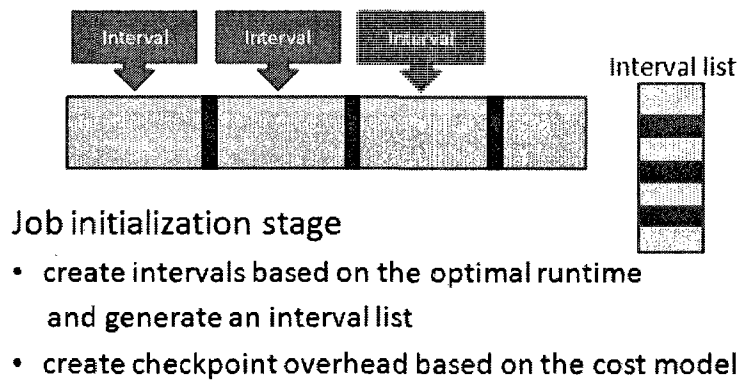 Interval Interval Interval
Interval list
Job initialization stage
• create intervals based on the optimal runtime
and generate an interval list
• create checkpoint overhead based on the cost model